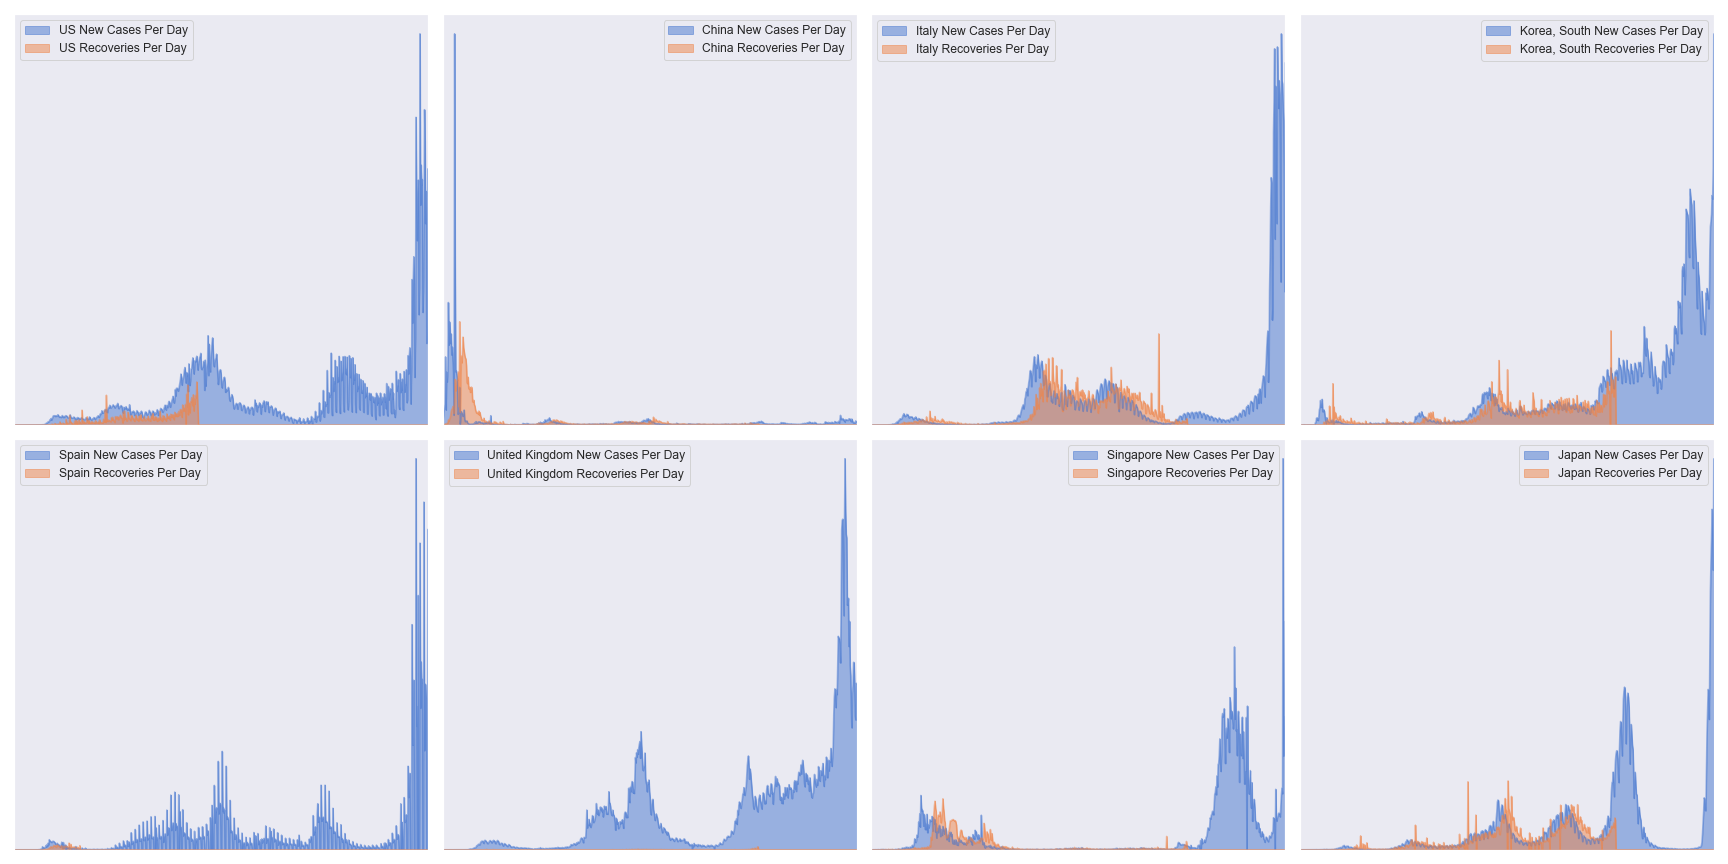 US New Cases Per Day
US Recoveries Per Day
China New Cases Per Day
China Recoveries Per Day
Italy New Cases Per Day
Italy Recoveries Per Day
Korea, South New Cases Per Day
Korea, South Recoveries Per Day
Spain New Cases Per Day
Spain Recoveries Per Day
United Kingdom New Cases Per Day
United Kingdom Recoveries Per Day
Singapore New Cases Per Day
Singapore Recoveries Per Day
Japan New Cases Per Day
Japan Recoveries Per Day